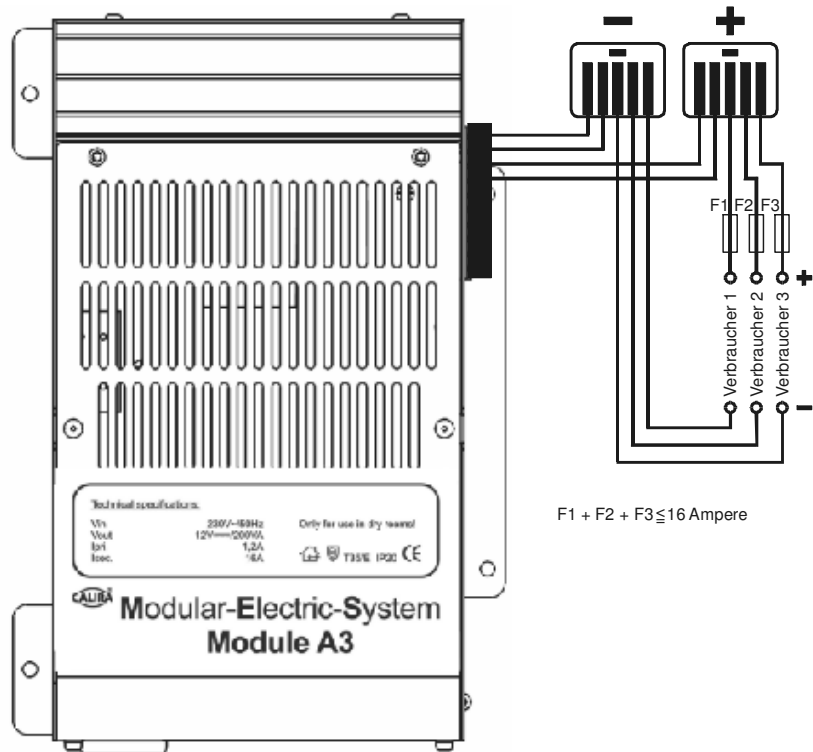 − +
F1 F2 F3
+
Verbraucher 1
Verbraucher 2
Verbraucher 3
−
F1 + F2 + F3 ≦ 16 Ampere
Technical specifications:
Vin 230V~/50Hz Only for use in dry rooms!
Vout 12V /200VA
Ipri 1,2A
Isec. 16A IP20 CE
CALIRA
Modular-Electric-System
Module A3